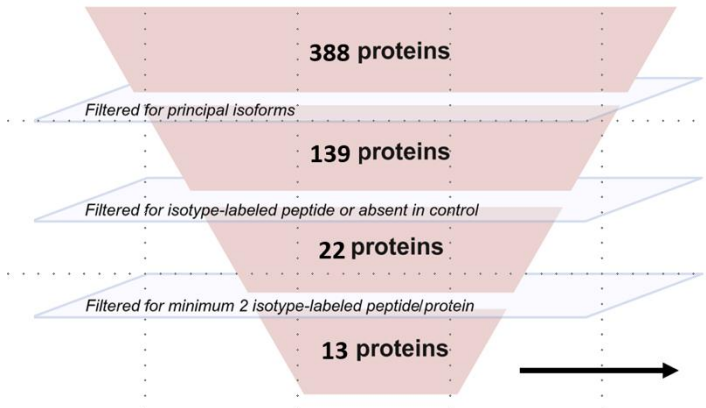 388 proteins
Filtered for principal isoforms
139 proteins
Filtered for isotype-labeled peptide or absent in control
22 proteins
Filtered for minimum 2 isotype-labeled peptide/protein
13 proteins